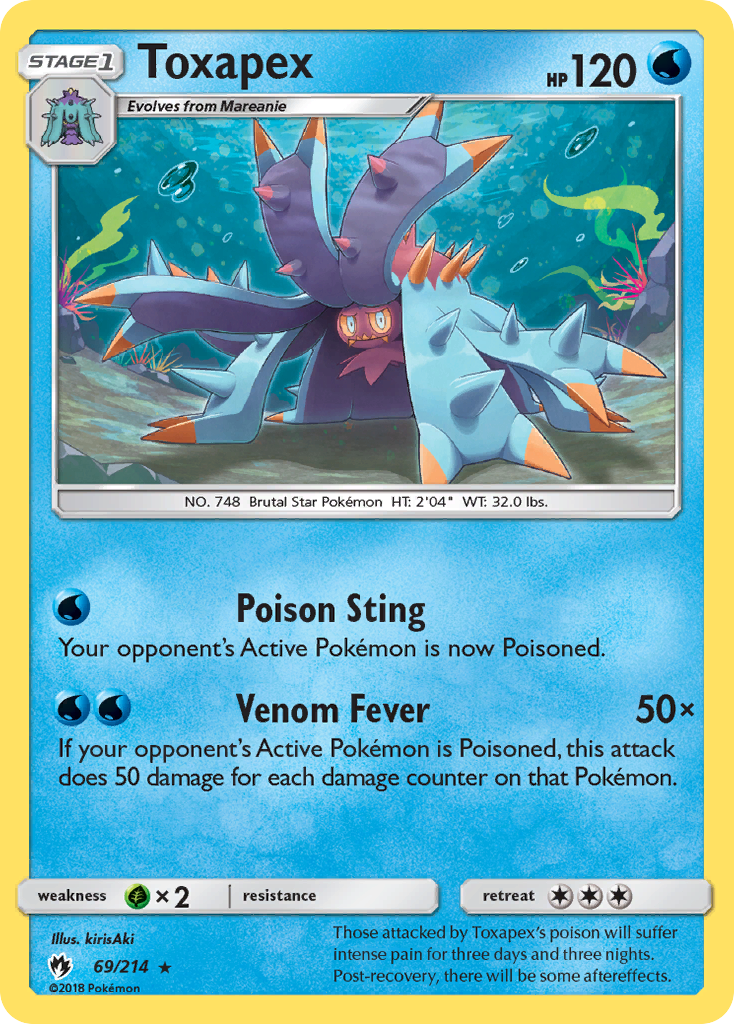 STAGE1 Toxapex HP 120
Evolves from Mareanie
NO. 748 Brutal Star Pokémon HT: 2'04" WT: 32.0 lbs.
Poison Sting
Your opponent's Active Pokémon is now Poisoned.
Venom Fever 50×
If your opponent's Active Pokémon is Poisoned, this attack
does 50 damage for each damage counter on that Pokémon.
weakness ×2 resistance retreat
Illus. kirisAki
69/214 ★
©2018 Pokémon
Those attacked by Toxapex's poison will suffer
intense pain for three days and three nights.
Post-recovery, there will be some aftereffects.